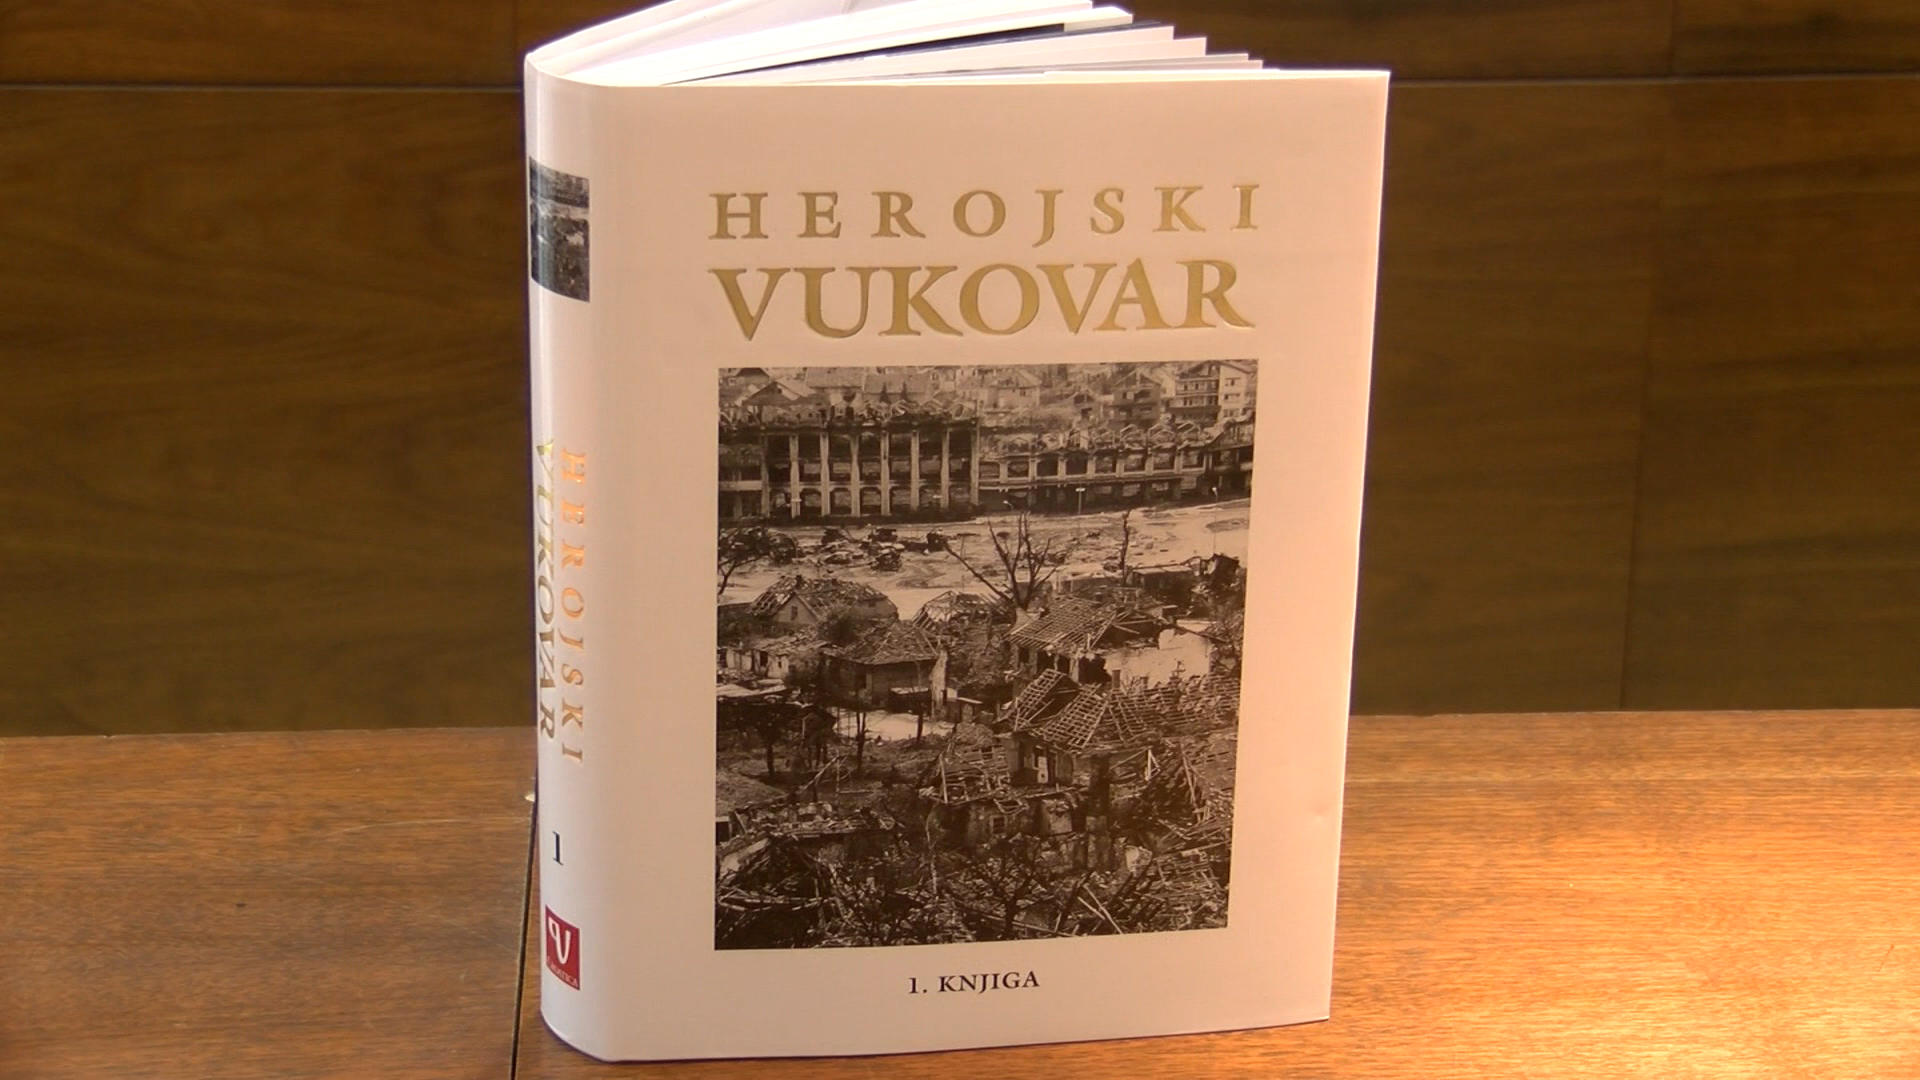 HEROJSKI
VUKOVAR
1. KNJIGA
HEROJSKI
VUKOVAR
1